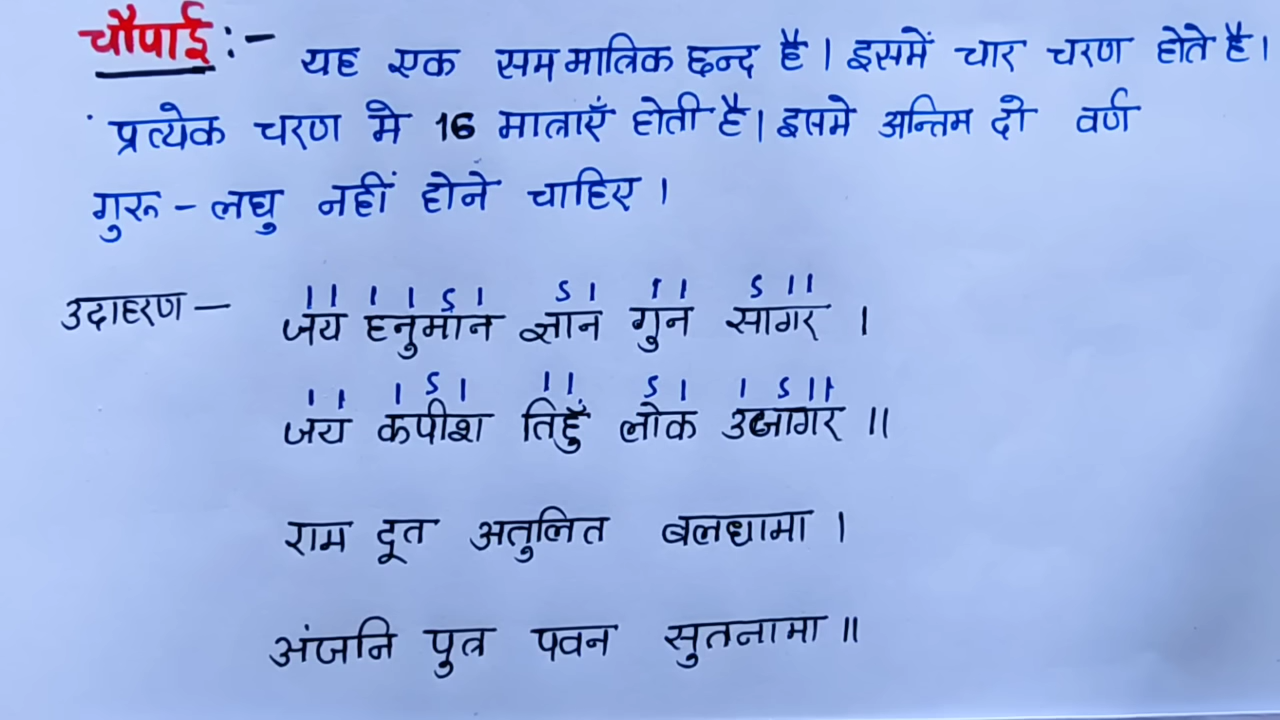 चौपाई :- यह एक सम मात्रिक छन्द है। इसमें चार चरण होते है।
प्रत्येक चरण मे 16 मात्राएँ होती है। इसमे अन्तिम दो वर्ण
गुरू - लघु नहीं होने चाहिए ।
।। । । ऽ । ऽ । ।। ऽ ।।
उदाहरण - जय हनुमान ज्ञान गुन सागर ।
।। । ऽ । ।। ऽ । । ऽ ।।
जय कपीश तिहुँ लोक उजागर ॥
राम दूत अतुलित बलधामा ।
अंजनि पुत्र पवन सुतनामा ॥